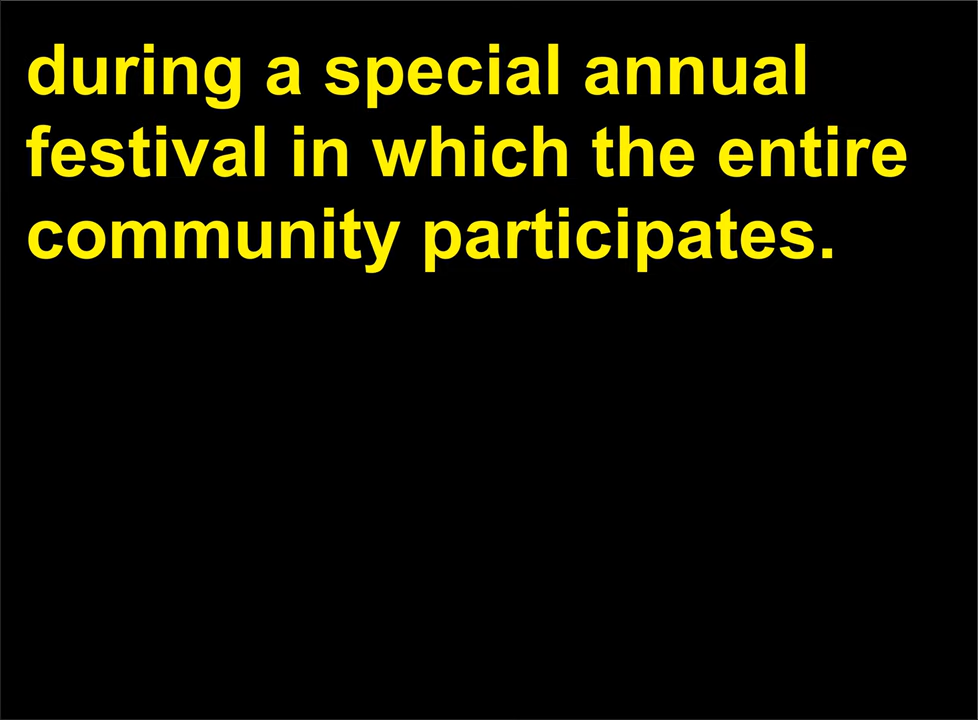 during a special annual
festival in which the entire
community participates.